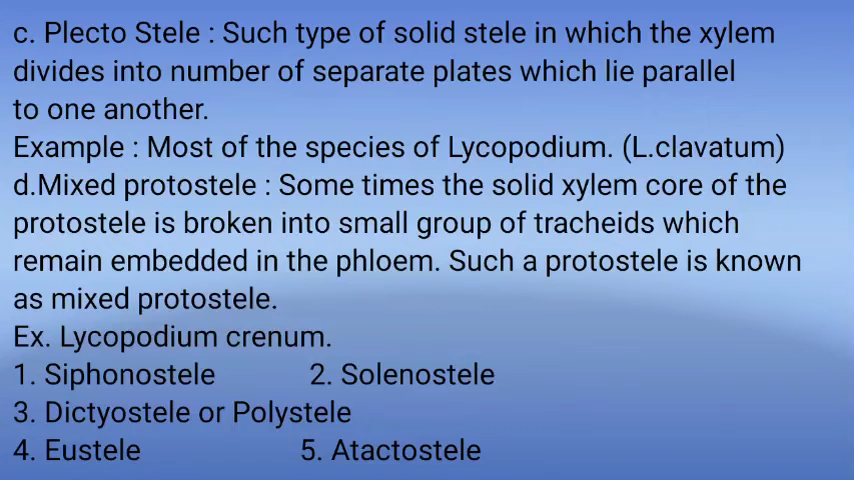 c. Plecto Stele : Such type of solid stele in which the xylem
divides into number of separate plates which lie parallel
to one another.
Example : Most of the species of Lycopodium. (L.clavatum)
d.Mixed protostele : Some times the solid xylem core of the
protostele is broken into small group of tracheids which
remain embedded in the phloem. Such a protostele is known
as mixed protostele.
Ex. Lycopodium crenum.
1. Siphonostele 2. Solenostele
3. Dictyostele or Polystele
4. Eustele 5. Atactostele